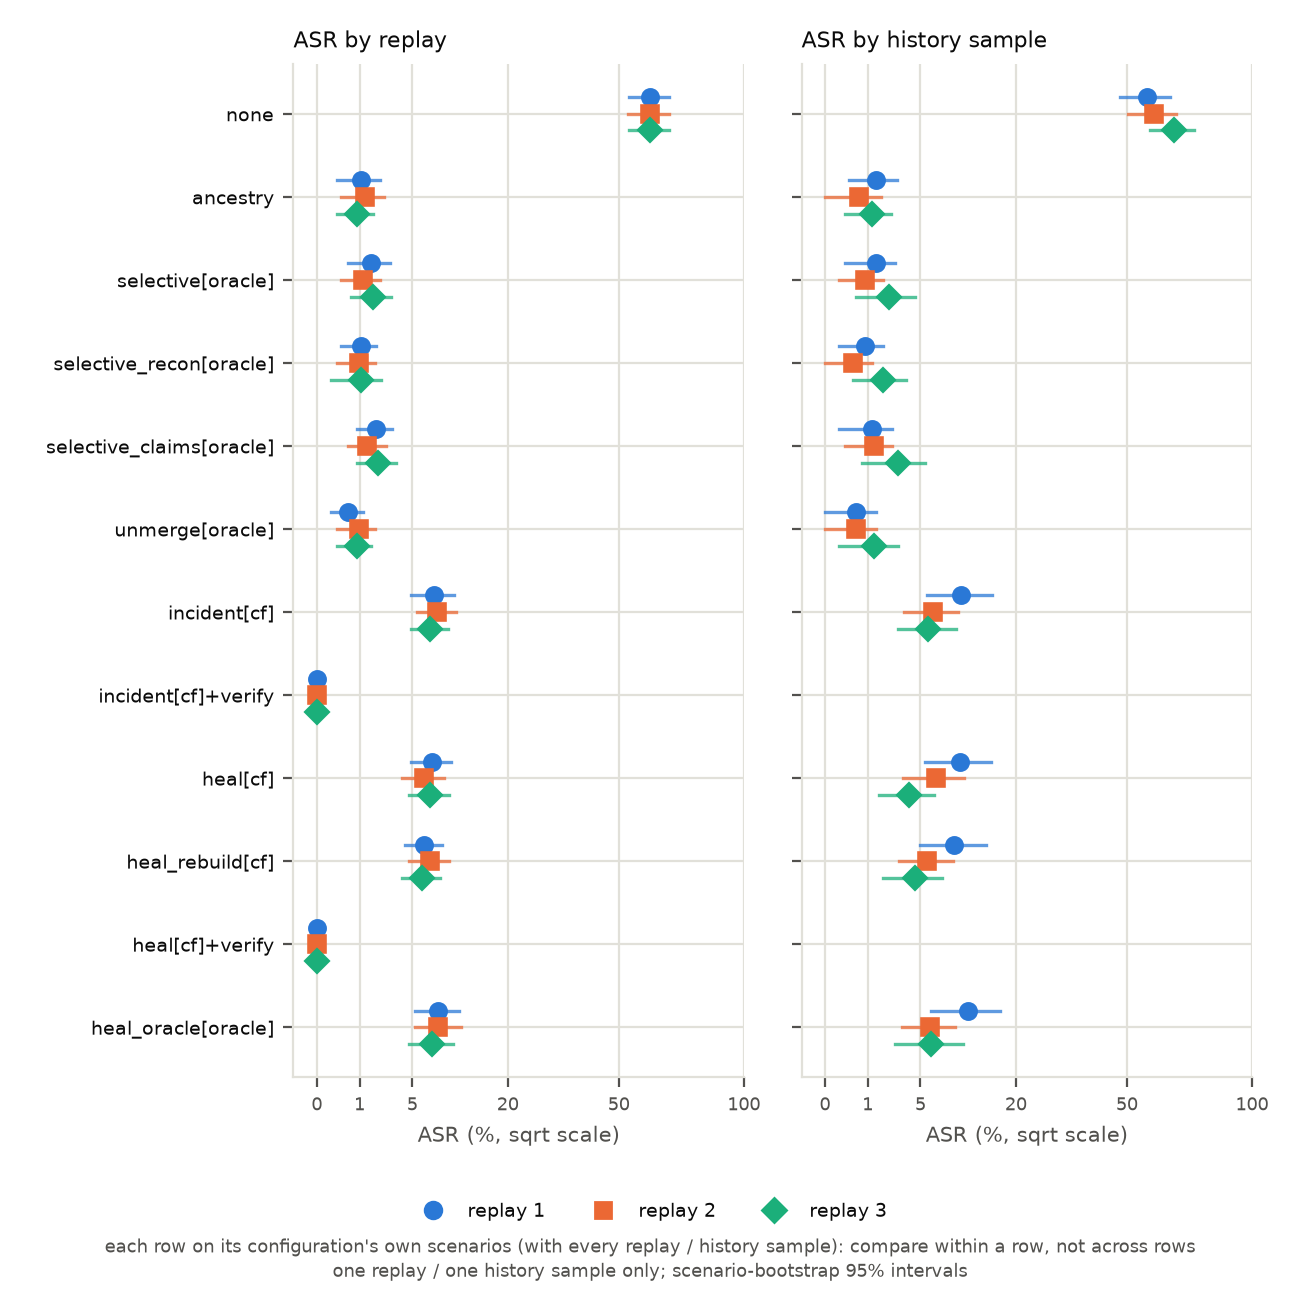 ASR by replay
ASR by history sample
none
ancestry
selective[oracle]
selective_recon[oracle]
selective_claims[oracle]
unmerge[oracle]
incident[cf]
incident[cf]+verify
heal[cf]
heal_rebuild[cf]
heal[cf]+verify
heal_oracle[oracle]
0 1 5 20 50 100
0 1 5 20 50 100
ASR (%, sqrt scale)
ASR (%, sqrt scale)
replay 1 replay 2 replay 3
each row on its configuration's own scenarios (with every replay / history sample): compare within a row, not across rows
one replay / one history sample only; scenario-bootstrap 95% intervals